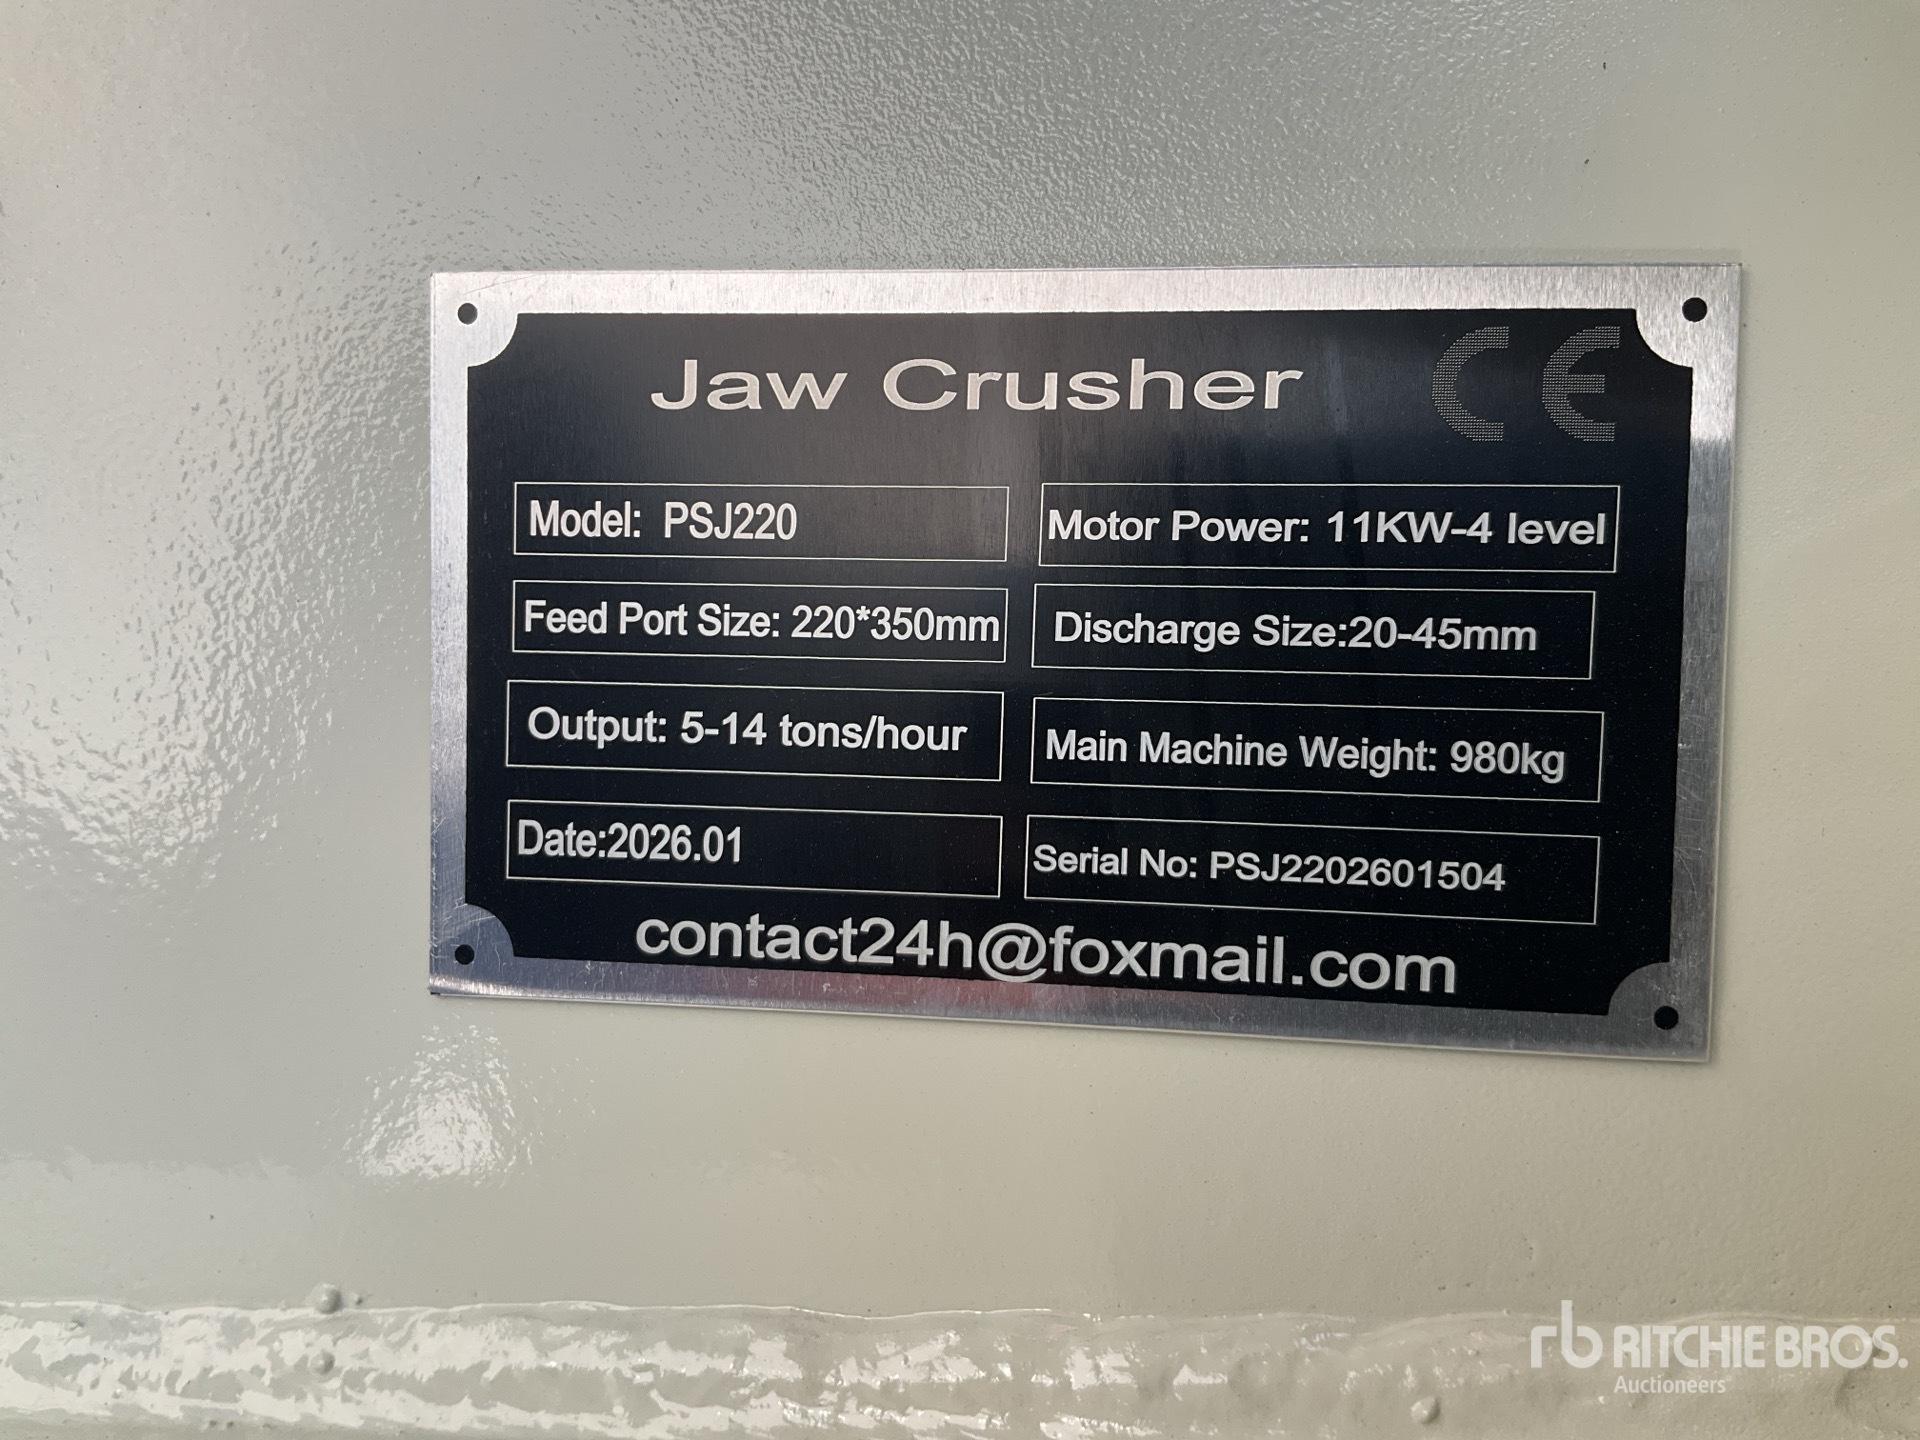 Jaw Crusher CE
Model: PSJ220
Motor Power: 11KW-4 level
Feed Port Size: 220*350mm
Discharge Size:20-45mm
Output: 5-14 tons/hour
Main Machine Weight: 980kg
Date:2026.01
Serial No: PSJ2202601504
contact24h@foxmail.com
rb RITCHIE BROS.
Auctioneers